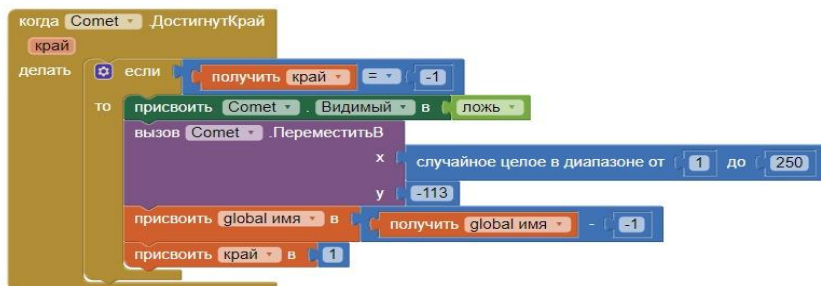 когда Comet .ДостигнутКрай
край
делать если получить край = -1
то присвоить Comet . Видимый в ложь
вызов Comet .ПереместитьВ
x случайное целое в диапазоне от 1 до 250
y -113
присвоить global имя в получить global имя - -1
присвоить край в 1